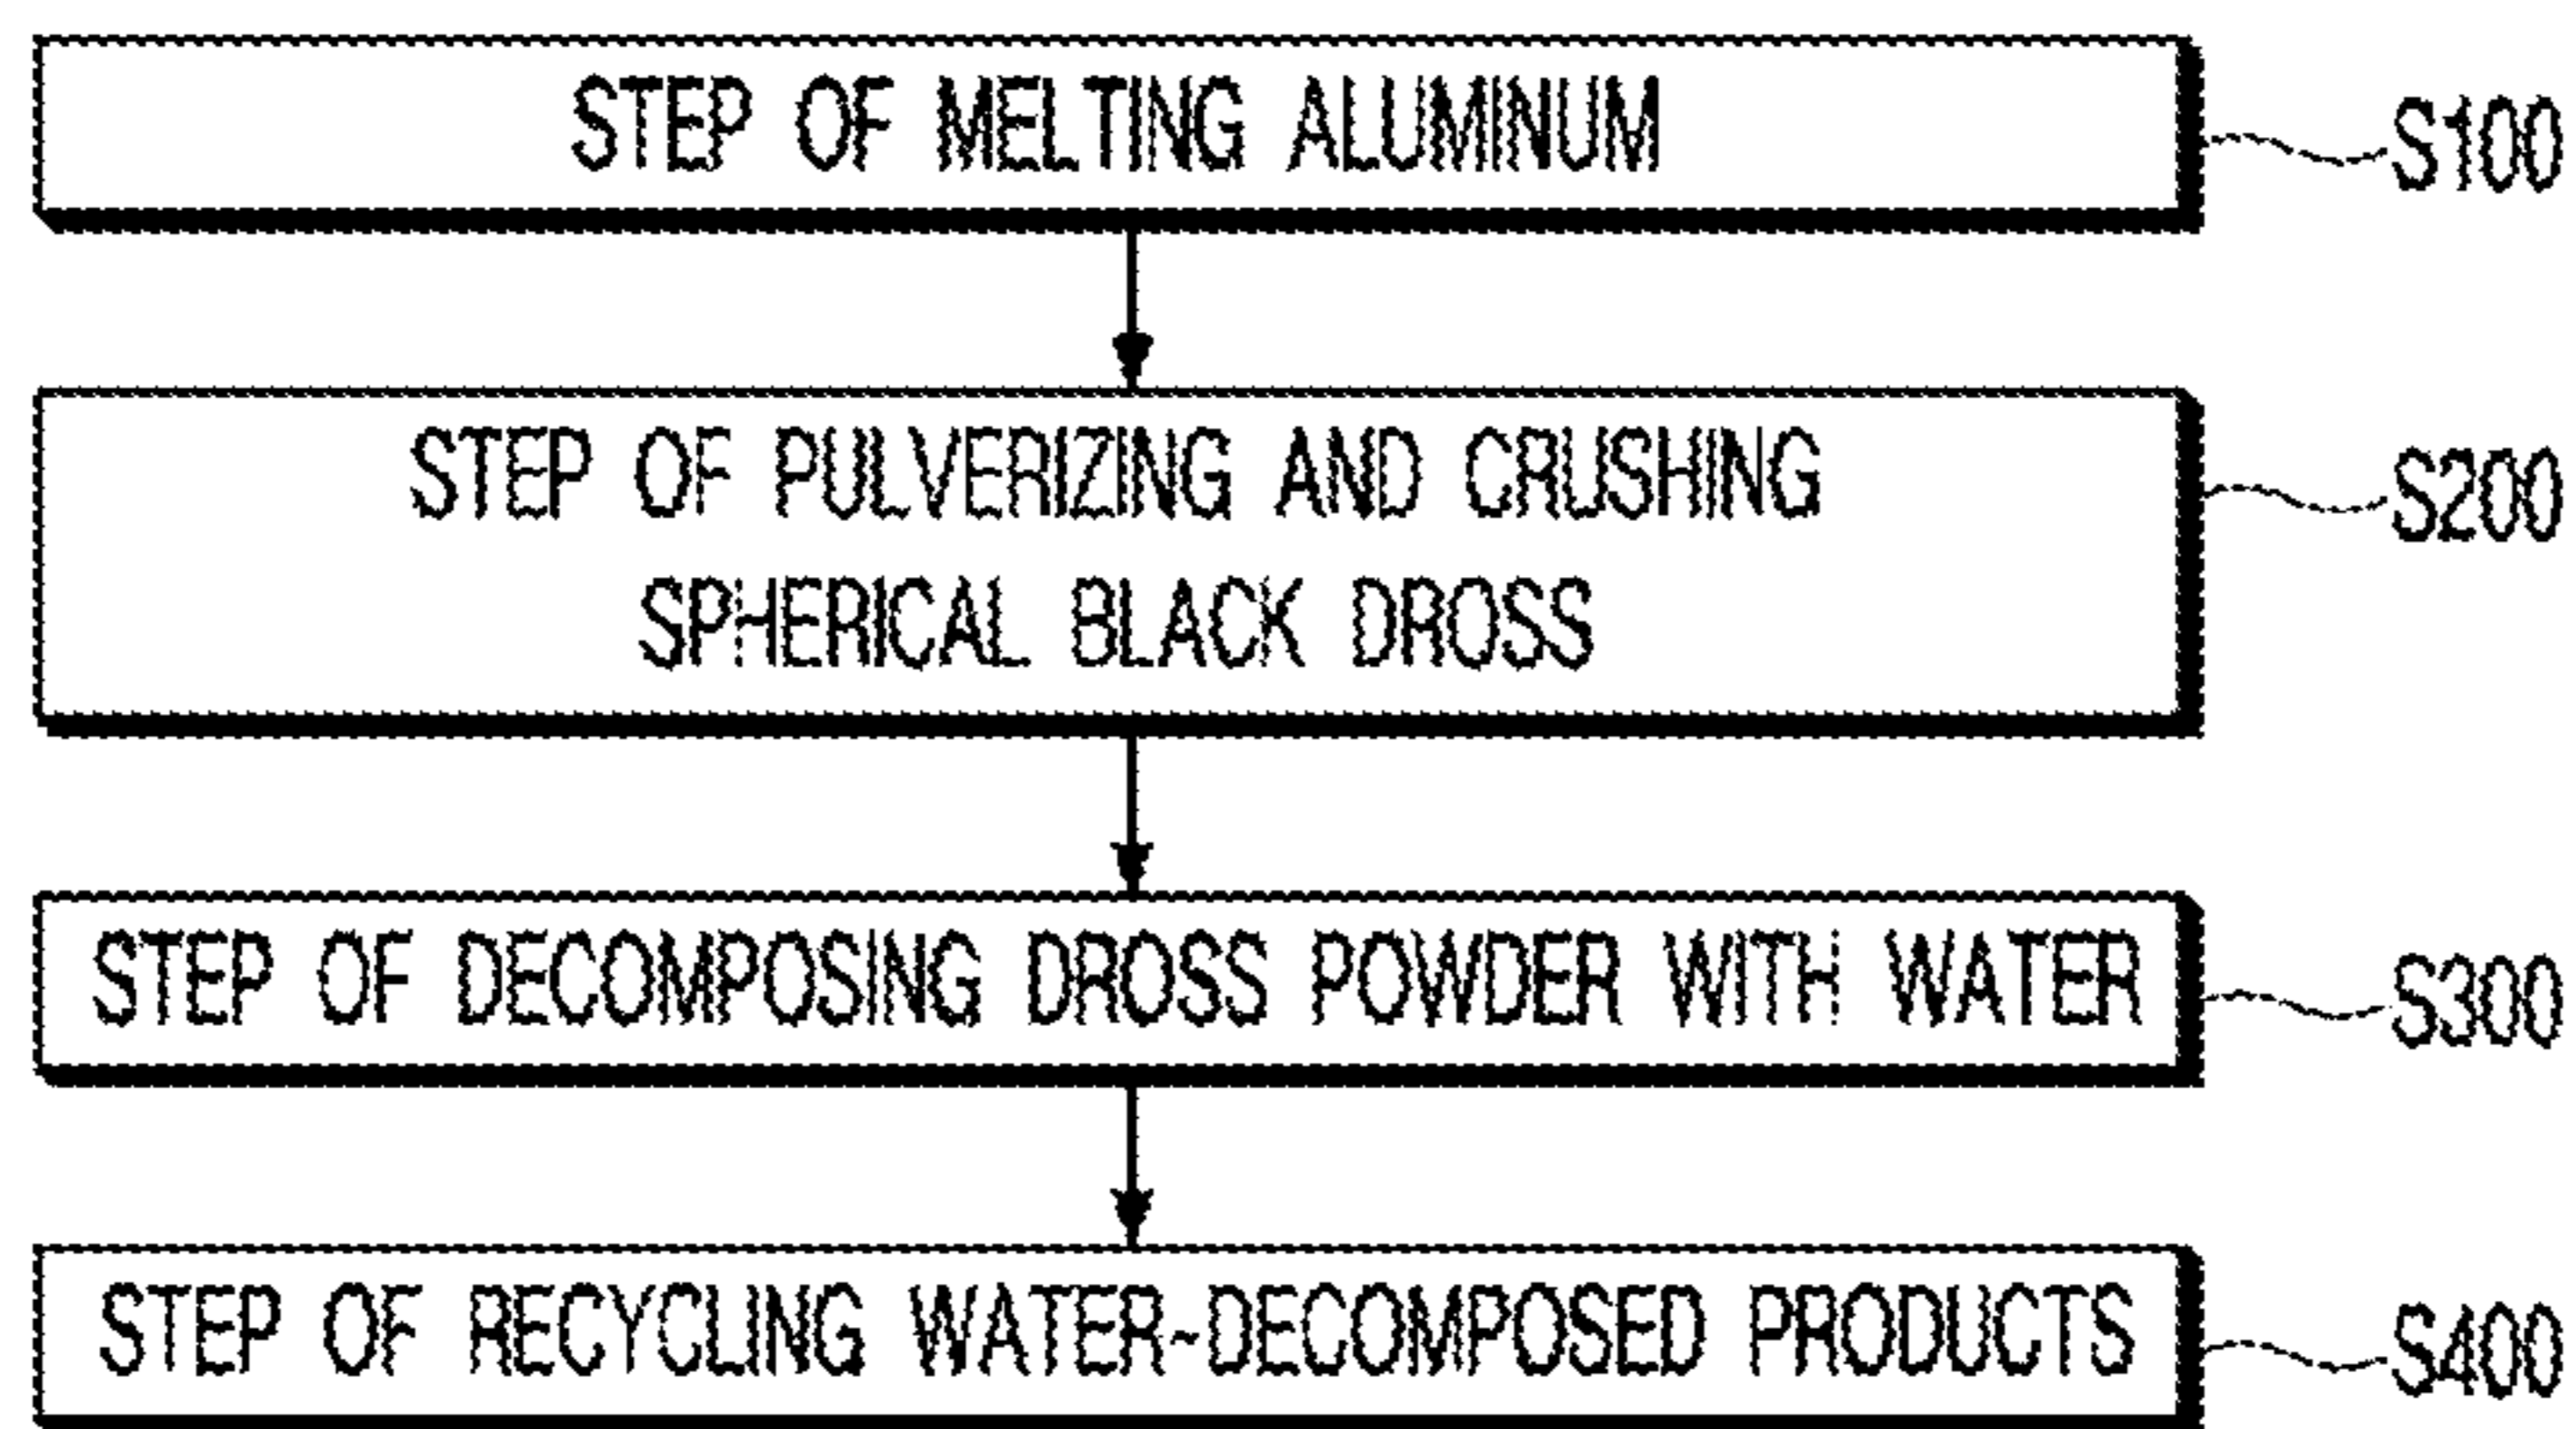 STEP OF MELTING ALUMINUM
S100
STEP OF PULVERIZING AND CRUSHING
SPHERICAL BLACK DROSS
S200
STEP OF DECOMPOSING DROSS POWDER WITH WATER
S300
STEP OF RECYCLING WATER-DECOMPOSED PRODUCTS
S400